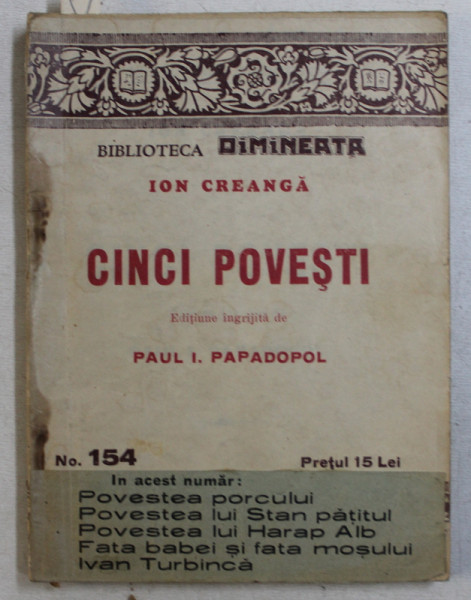 BIBLIOTECA DIMINEAȚA
ION CREANGĂ
CINCI POVEȘTI
Edițiune îngrijită de
PAUL I. PAPADOPOL
No. 154 Prețul 15 Lei
In acest număr:
Povestea porcului
Povestea lui Stan pățitul
Povestea lui Harap Alb
Fata babei și fata moșului
Ivan Turbincă